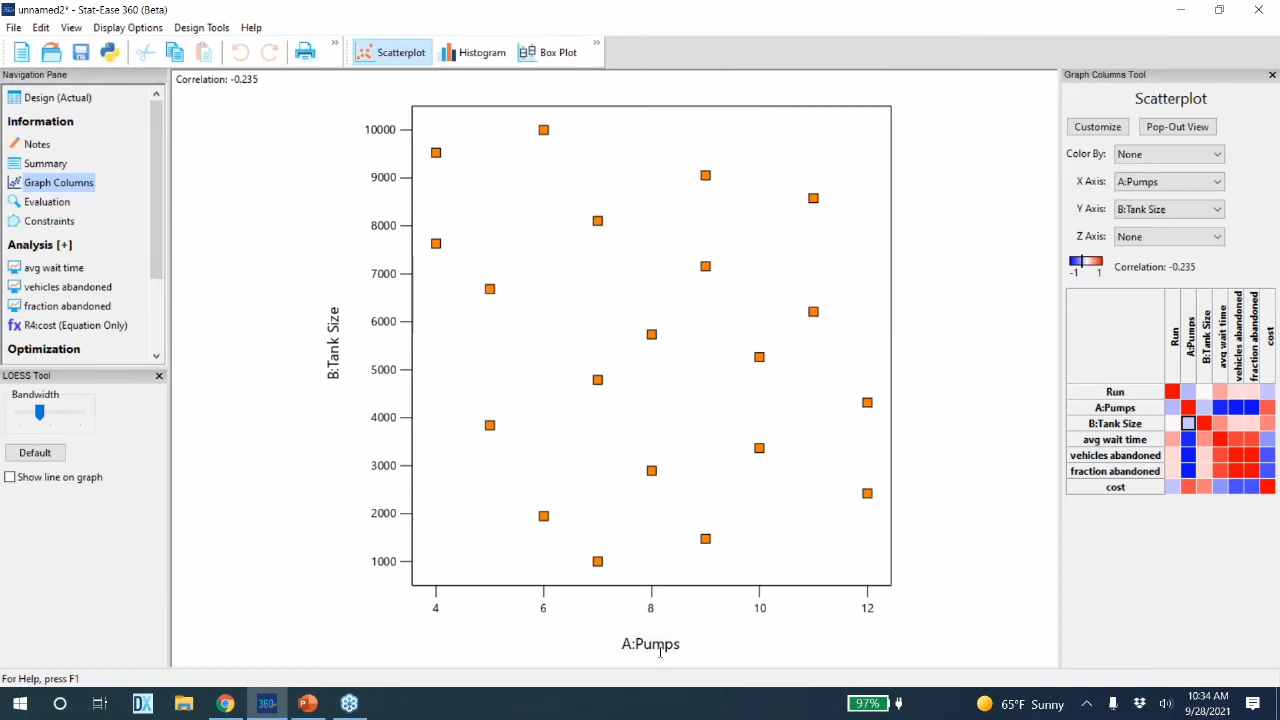 unnamed2* - Stat-Ease 360 (Beta)
File Edit View Display Options Design Tools Help
» Scatterplot Histogram Box Plot »
Navigation Pane
Design (Actual)
Information
Notes
Summary
Graph Columns
Evaluation
Constraints
Analysis [+]
avg wait time
vehicles abandoned
fraction abandoned
fx R4:cost (Equation Only)
Optimization
LOESS Tool
Bandwidth
Default
Show line on graph
Correlation: -0.235
B:Tank Size
10000
9000
8000
7000
6000
5000
4000
3000
2000
1000
4 6 8 10 12
A:Pumps
Graph Columns Tool
Scatterplot
Customize Pop-Out View
Color By: None
X Axis: A:Pumps
Y Axis: B:Tank Size
Z Axis: None
-1 1 Correlation: -0.235
Run A:Pumps B:Tank Size avg wait time vehicles abandoned fraction abandoned cost
Run
A:Pumps
B:Tank Size
avg wait time
vehicles abandoned
fraction abandoned
cost
For Help, press F1
DX 360 P 97% 65°F Sunny 10:34 AM
9/28/2021